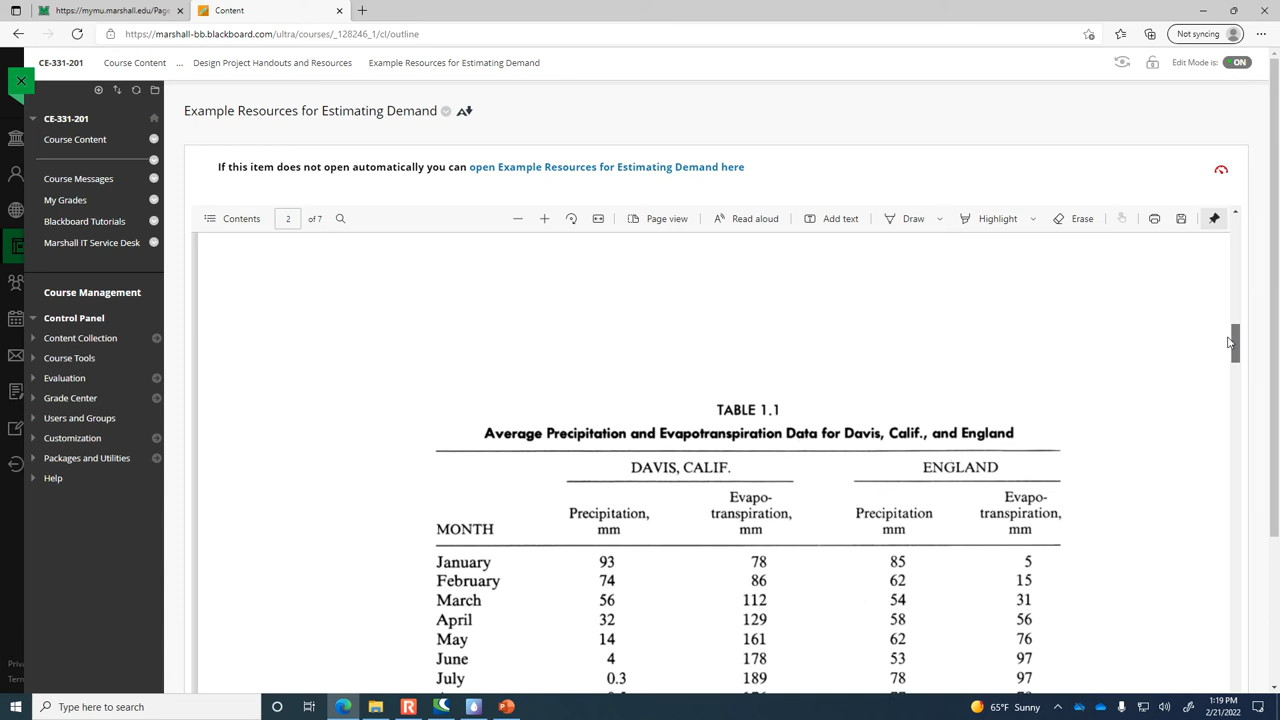 https://mymu.marshall.edu/Page
Content
https://marshall-bb.blackboard.com/ultra/courses/_128246_1/cl/outline
Not syncing
CE-331-201
Course Content
...
Design Project Handouts and Resources
Example Resources for Estimating Demand
Edit Mode is:
ON
CE-331-201
Course Content
Course Messages
My Grades
Blackboard Tutorials
Marshall IT Service Desk
Course Management
Control Panel
Content Collection
Course Tools
Evaluation
Grade Center
Users and Groups
Customization
Packages and Utilities
Help
Priva
Term
Example Resources for Estimating Demand
If this item does not open automatically you can open Example Resources for Estimating Demand here
Contents
2
of 7
Page view
Read aloud
Add text
Draw
Highlight
Erase
TABLE 1.1
Average Precipitation and Evapotranspiration Data for Davis, Calif., and England
DAVIS, CALIF. ENGLAND
Evapo- Evapo-
Precipitation, transpiration, Precipitation transpiration,
MONTH mm mm mm mm
January 93 78 85 5
February 74 86 62 15
March 56 112 54 31
April 32 129 58 56
May 14 161 62 76
June 4 178 53 97
July 0.3 189 78 97
Type here to search
65°F Sunny
1:19 PM
2/21/2022